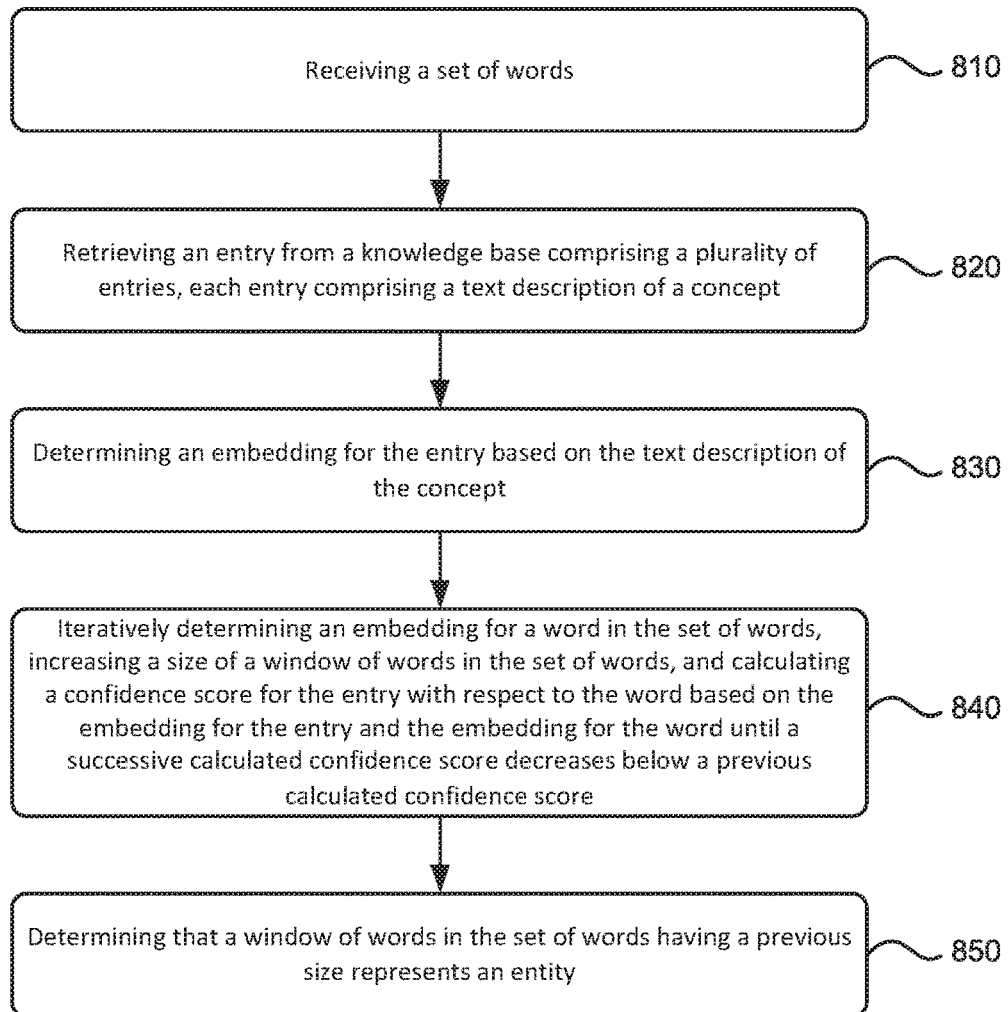 Receiving a set of words
810
Retrieving an entry from a knowledge base comprising a plurality of
entries, each entry comprising a text description of a concept
820
Determining an embedding for the entry based on the text description of
the concept
830
Iteratively determining an embedding for a word in the set of words,
increasing a size of a window of words in the set of words, and calculating
a confidence score for the entry with respect to the word based on the
embedding for the entry and the embedding for the word until a
successive calculated confidence score decreases below a previous
calculated confidence score
840
Determining that a window of words in the set of words having a previous
size represents an entity
850